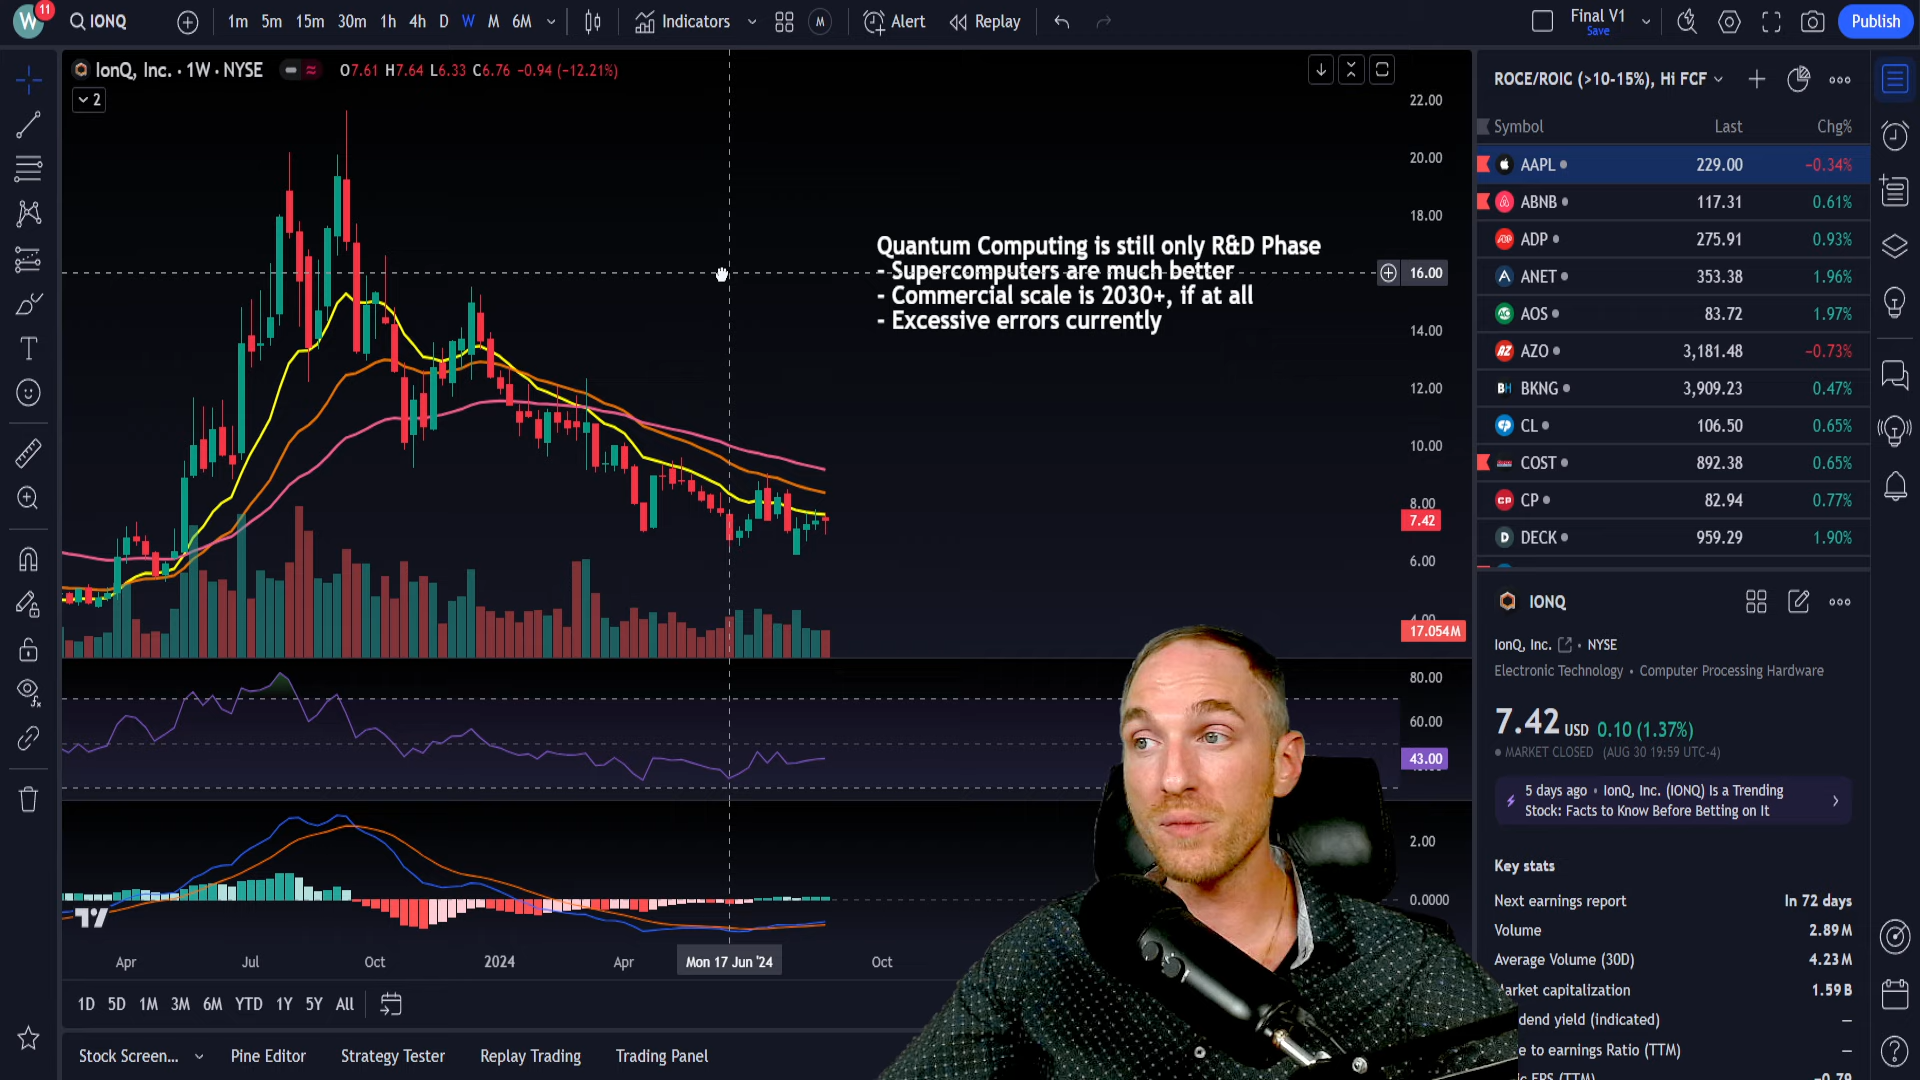 W
11
IONQ
1m 5m 15m 30m 1h 4h D W M 6M
Indicators
M
Alert
Replay
Final V1
Save
Publish
IonQ, Inc. · 1W · NYSE
O7.61 H7.64 L6.33 C6.76 −0.94 (−12.21%)
2
22.00
20.00
18.00
16.00
14.00
12.00
10.00
8.00
7.42
6.00
17.054M
Quantum Computing is still only R&D Phase
- Supercomputers are much better
- Commercial scale is 2030+, if at all
- Excessive errors currently
80.00
60.00
43.00
2.00
0.0000
Apr Jul Oct 2024 Apr Mon 17 Jun '24 Oct
1D 5D 1M 3M 6M YTD 1Y 5Y All
Stock Screen... Pine Editor Strategy Tester Replay Trading Trading Panel
ROCE/ROIC (>10-15%), Hi FCF
Symbol Last Chg%
AAPL 229.00 −0.34%
ABNB 117.31 0.61%
ADP 275.91 0.93%
ANET 353.38 1.96%
AOS 83.72 1.97%
AZO 3,181.48 −0.73%
BKNG 3,909.23 0.47%
CL 106.50 0.65%
COST 892.38 0.65%
CP 82.94 0.77%
DECK 959.29 1.90%
IONQ
IonQ, Inc. · NYSE
Electronic Technology • Computer Processing Hardware
7.42 USD 0.10 (1.37%)
MARKET CLOSED (AUG 30 19:59 UTC-4)
5 days ago • IonQ, Inc. (IONQ) Is a Trending
Stock: Facts to Know Before Betting on It
Key stats
Next earnings report In 72 days
Volume 2.89M
Average Volume (30D) 4.23M
Market capitalization 1.59B
dend yield (indicated) —
e to earnings Ratio (TTM) —
EPS (TTM) −0.79